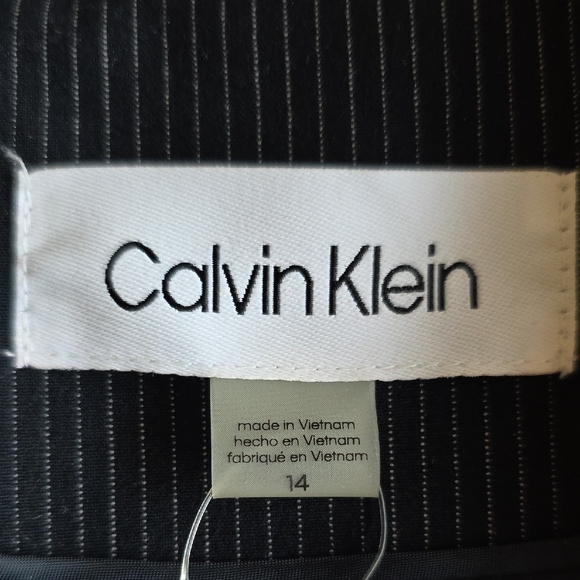 Calvin Klein
made in Vietnam
hecho en Vietnam
fabriqué en Vietnam
14